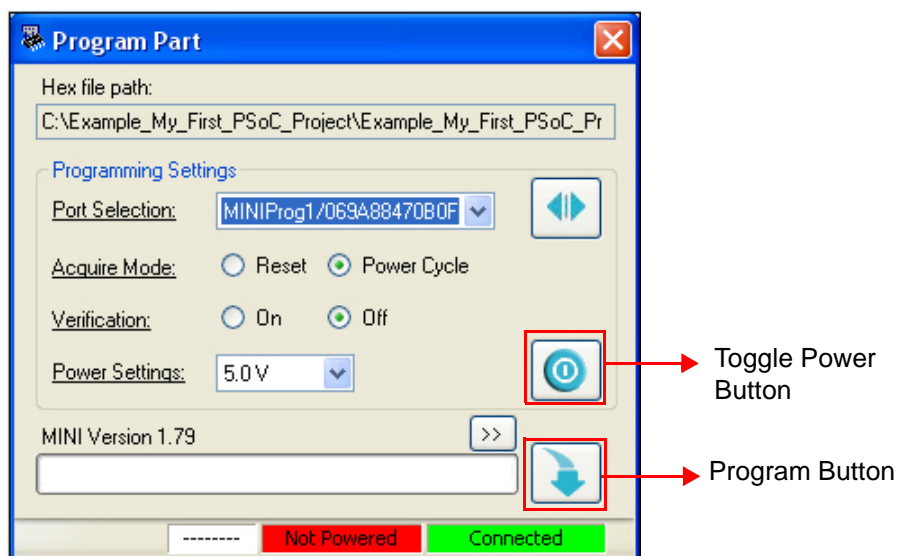 Program Part
Hex file path:
C:\Example_My_First_PSoC_Project\Example_My_First_PSoC_Pr
Programming Settings
Port Selection: MINIProg1/069A88470B0F
Acquire Mode: Reset Power Cycle
Verification: On Off
Power Settings: 5.0 V
Toggle Power
Button
MINI Version 1.79 >>
Program Button
-------- Not Powered Connected